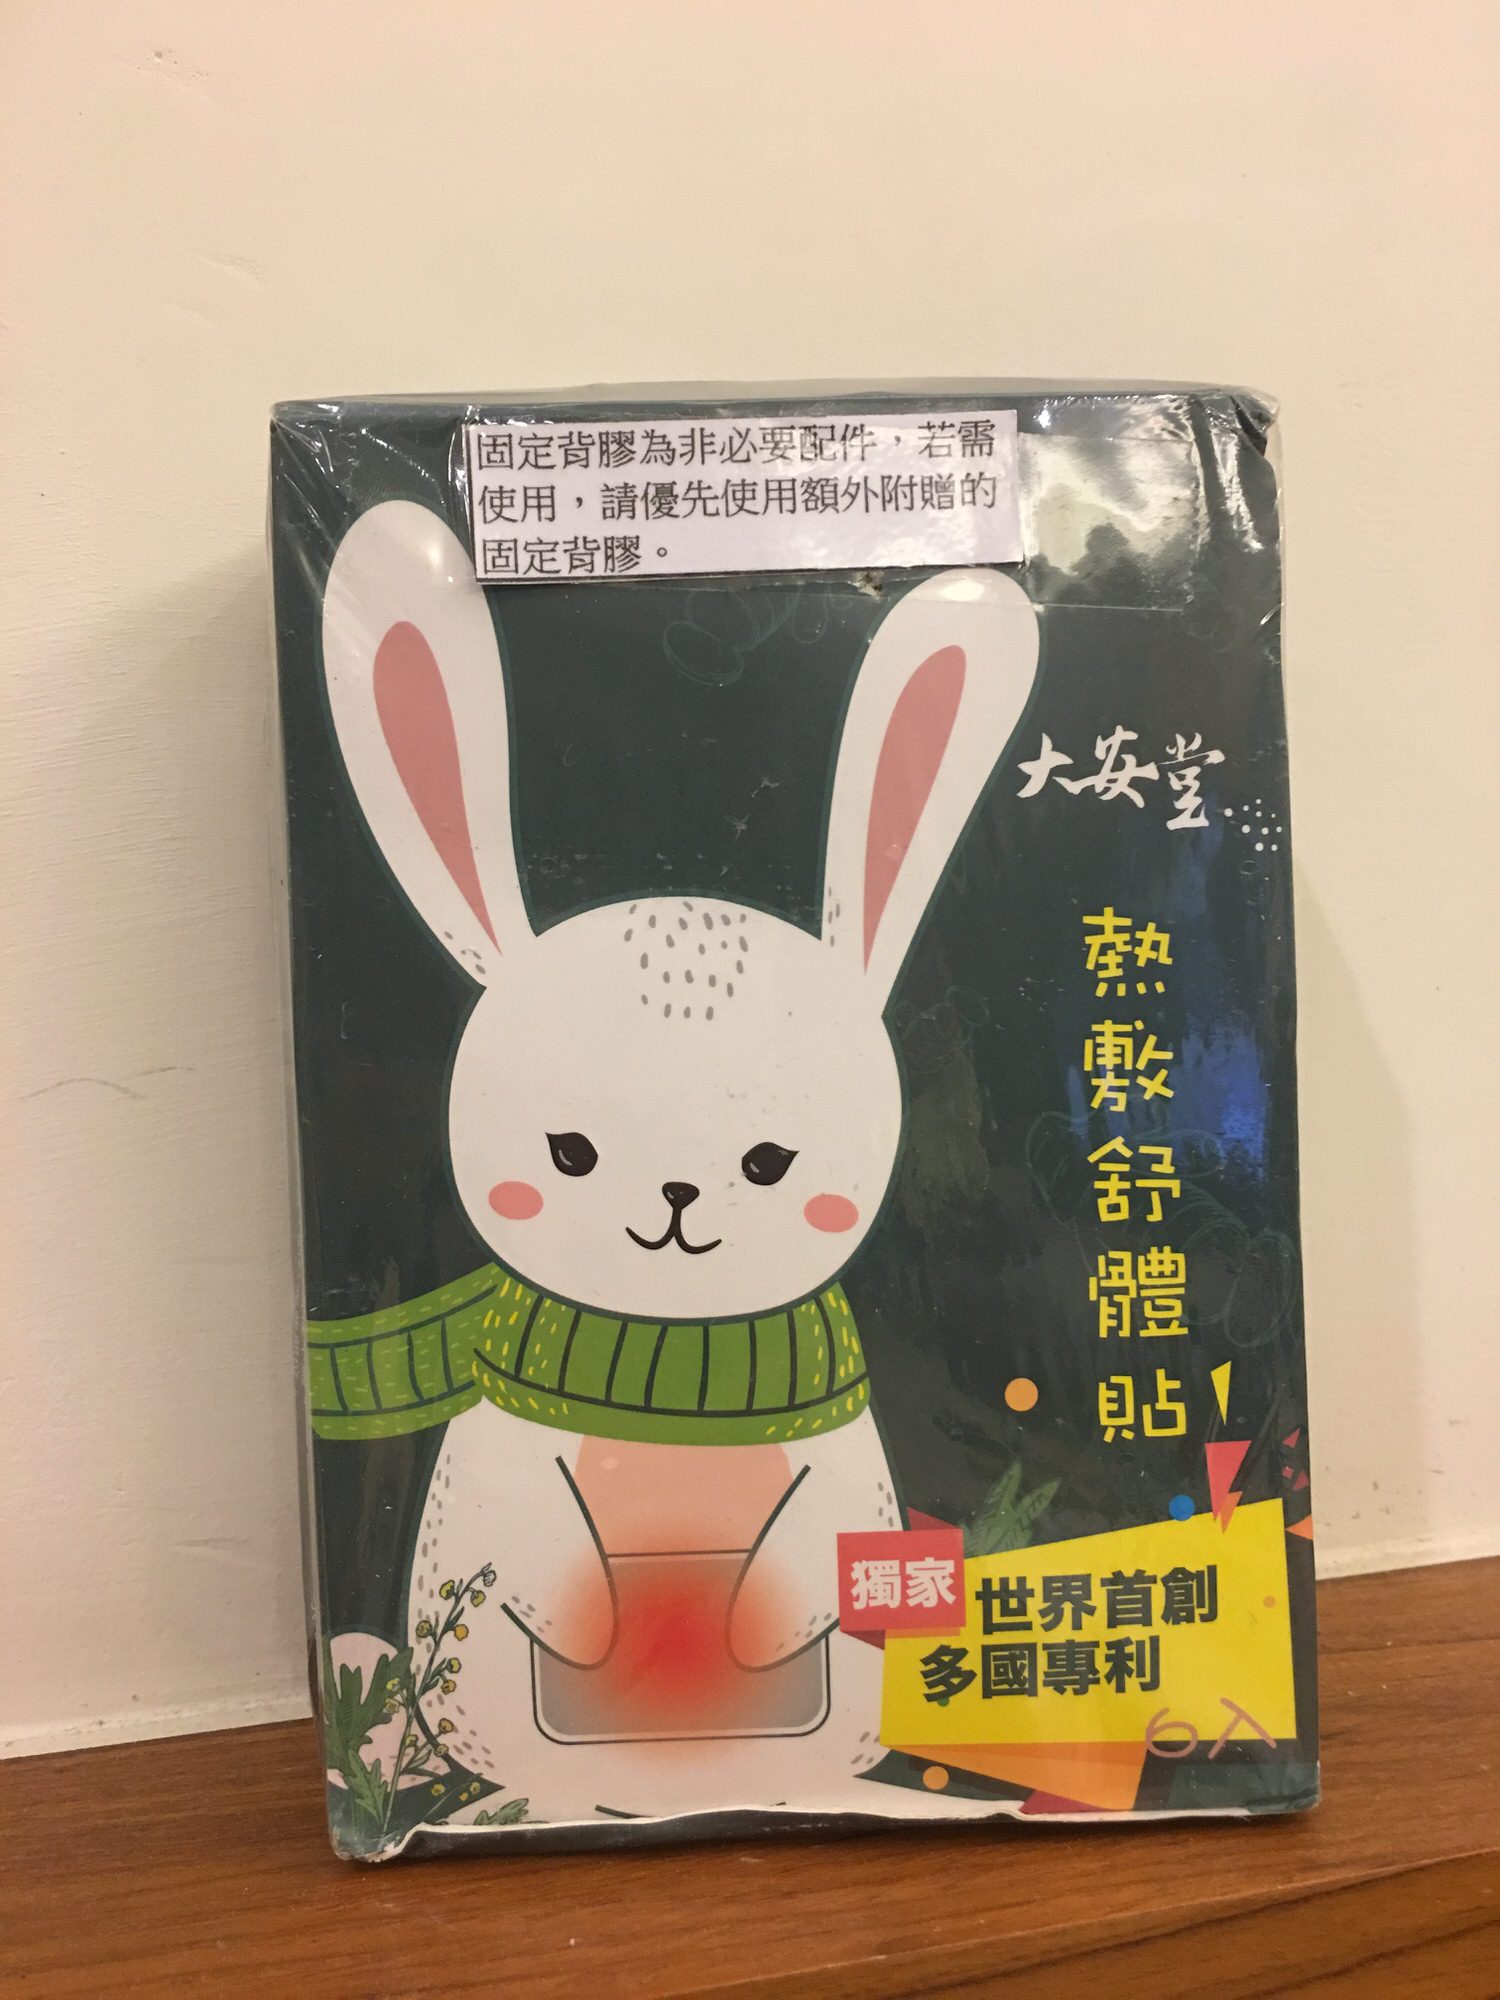 固定背膠為非必要配件，若需
使用，請優先使用額外附贈的
固定背膠。
大安堂
熱敷舒體貼
獨家
世界首創
多國專利
6入